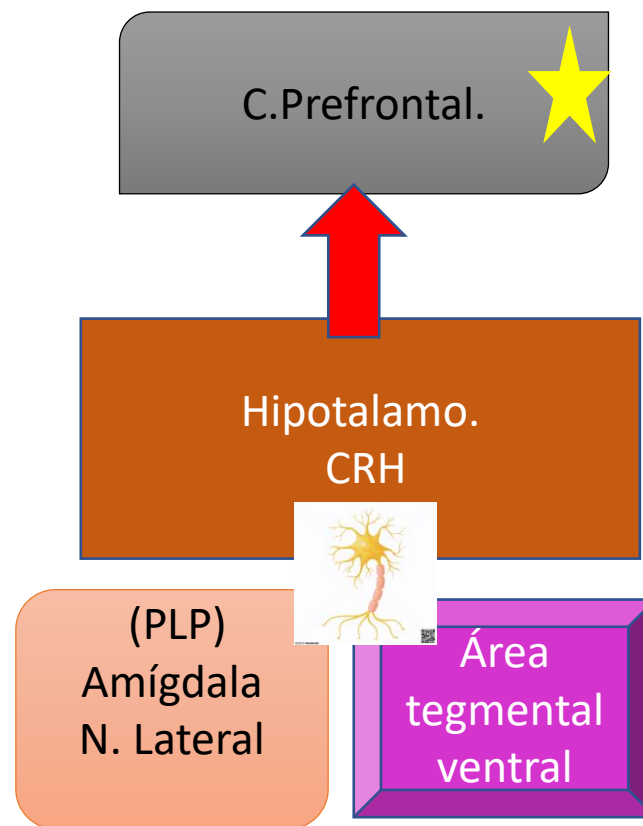 C.Prefrontal.
Hipotalamo.
CRH
(PLP)
Amígdala
N. Lateral
Área
tegmental
ventral